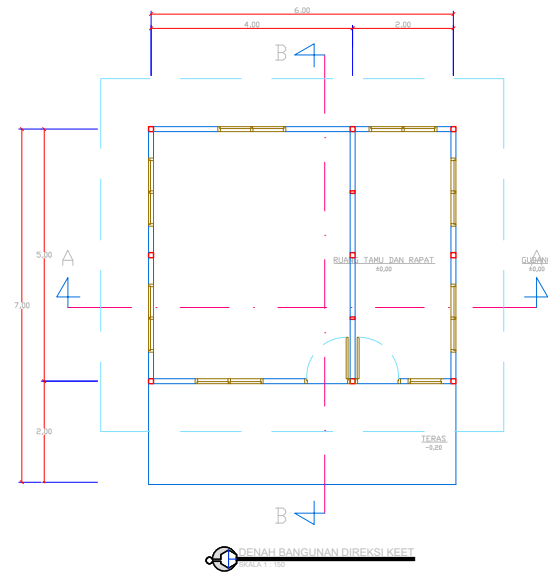 6.00
4.00
2.00
B
A
A
RUANG TAMU DAN RAPAT
±0,00
GUDANG
±0,00
5.00
7.00
2.00
TERAS
-0,20
B
DENAH BANGUNAN DIREKSI KEET
SKALA 1 : 150